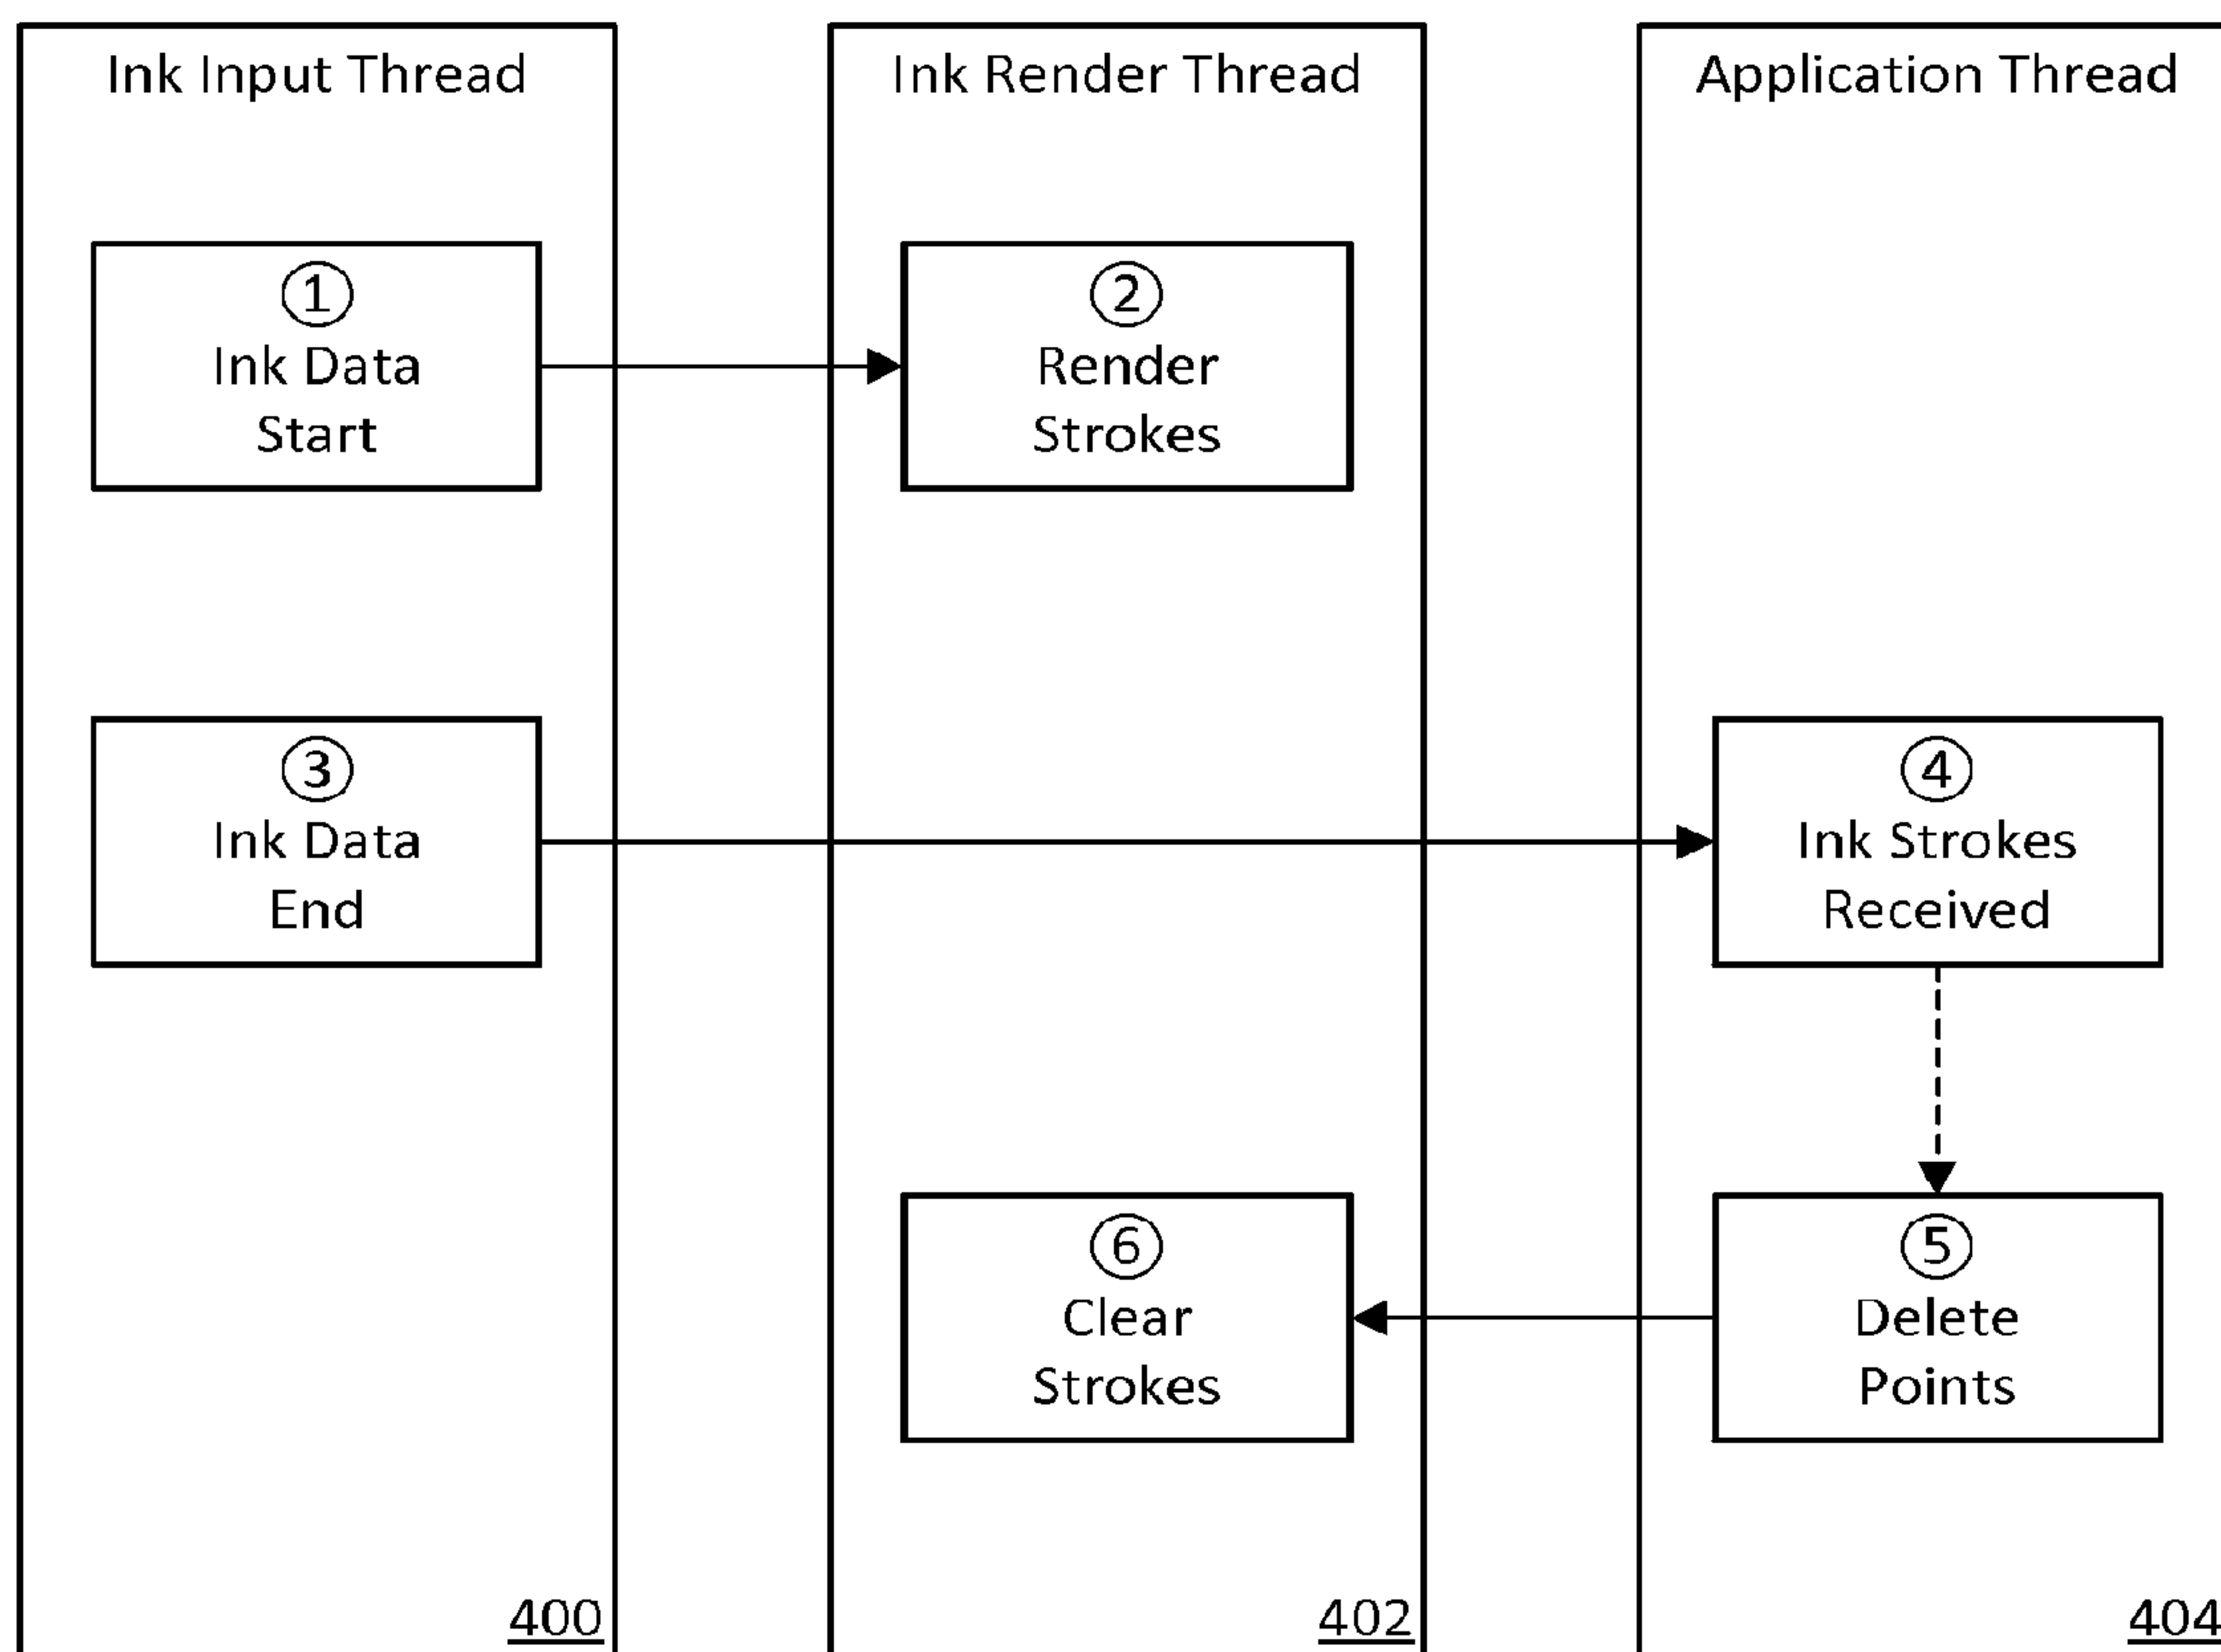 Ink Input Thread
Ink Render Thread
Application Thread
①
Ink Data
Start
②
Render
Strokes
③
Ink Data
End
④
Ink Strokes
Received
⑥
Clear
Strokes
⑤
Delete
Points
400
402
404